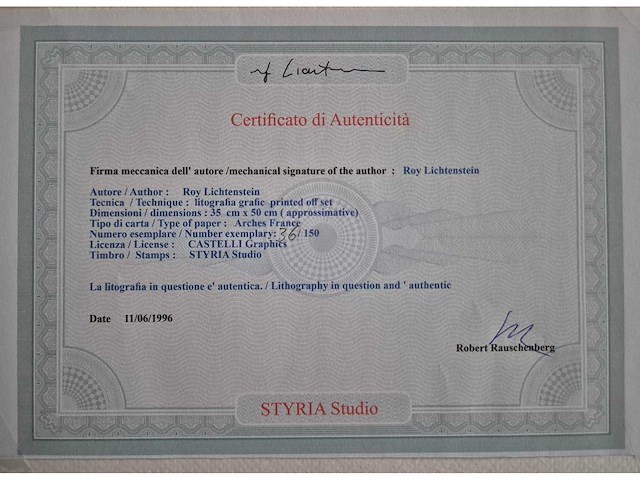 Certificato di Autenticità
Firma meccanica dell' autore /mechanical signature of the author : Roy Lichtenstein
Autore / Author : Roy Lichtenstein
Tecnica / Technique : litografia grafic printed off set
Dimensioni / dimensions : 35 cm x 50 cm ( approssimative)
Tipo di carta / Type of paper : Arches France
Numero esemplare / Number exemplary: 36/ 150
Licenza / License : CASTELLI Graphics
Timbro / Stamps : STYRIA Studio
La litografia in questione e' autentica. / Lithography in question and ' authentic
Date 11/06/1996
Robert Rauschenberg
STYRIA Studio